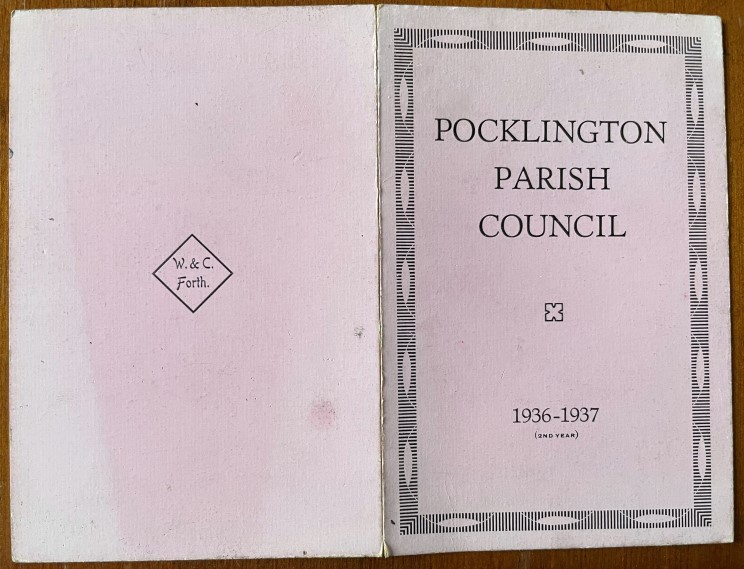 W. & C.
Forth.
POCKLINGTON
PARISH
COUNCIL
1936-1937
(2ND YEAR)